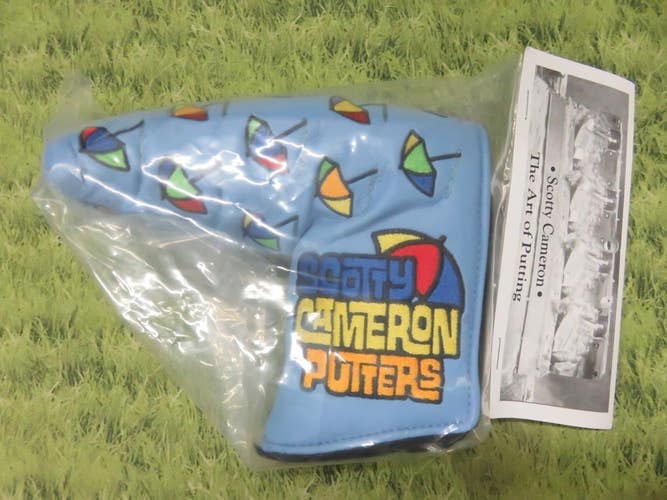 SCOTTY
CAMERON
PUTTERS
• Scotty Cameron •
The Art of Putting